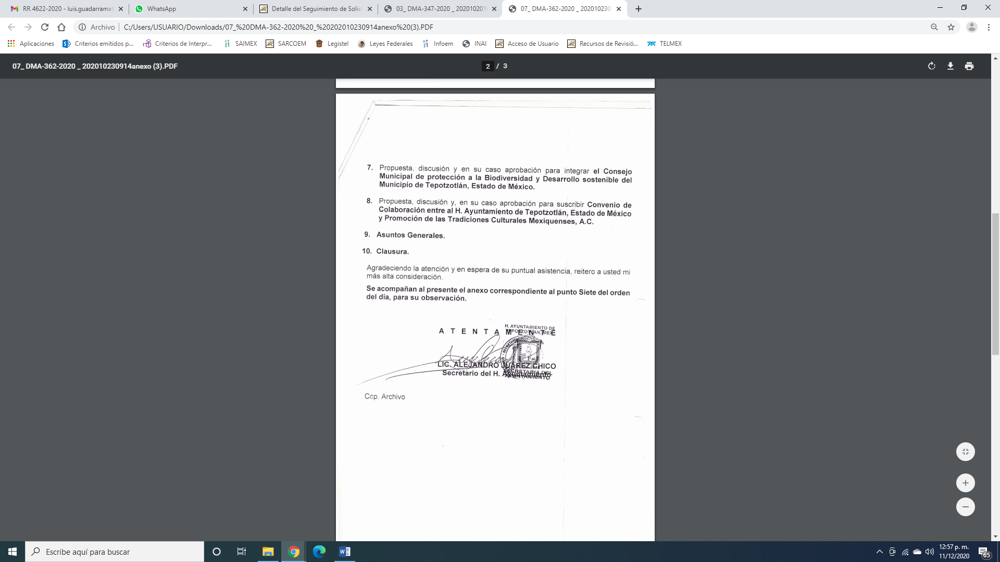 RR 4622-2020 - luis.guadarrama
WhatsApp
Detalle del Seguimiento de Solici
03_ DMA-347-2020 _ 202010201
07_ DMA-362-2020 _ 202010230
Archivo
C:/Users/USUARIO/Downloads/07_%20DMA-362-2020%20_%20202010230914anexo%20(3).PDF
Aplicaciones
Criterios emitidos p...
Criterios de Interpr...
SAIMEX
SARCOEM
Legistel
Leyes Federales
Infoem
INAI
Acceso de Usuario
Recursos de Revisió...
TELMEX
07_ DMA-362-2020 _ 202010230914anexo (3).PDF
2 / 3
7. Propuesta, discusión y en su caso aprobación para integrar el Consejo
Municipal de protección a la Biodiversidad y Desarrollo sostenible del
Municipio de Tepotzotlán, Estado de México.
8. Propuesta, discusión y, en su caso aprobación para suscribir Convenio de
Colaboración entre al H. Ayuntamiento de Tepotzotlán, Estado de México
y Promoción de las Tradiciones Culturales Mexiquenses, A.C.
9. Asuntos Generales.
10. Clausura.
Agradeciendo la atención y en espera de su puntual asistencia, reitero a usted mi
más alta consideración.
Se acompañan al presente el anexo correspondiente al punto Siete del orden
del día, para su observación.
H. AYUNTAMIENTO DE
A T E N T A M E N T E
LIC. ALEJANDRO JUÁREZ CHICO
Secretario del H. Ayuntamiento
SECRETARIA DEL
AYUNTAMIENTO
Ccp. Archivo
Escribe aquí para buscar
12:57 p. m.
11/12/2020
65